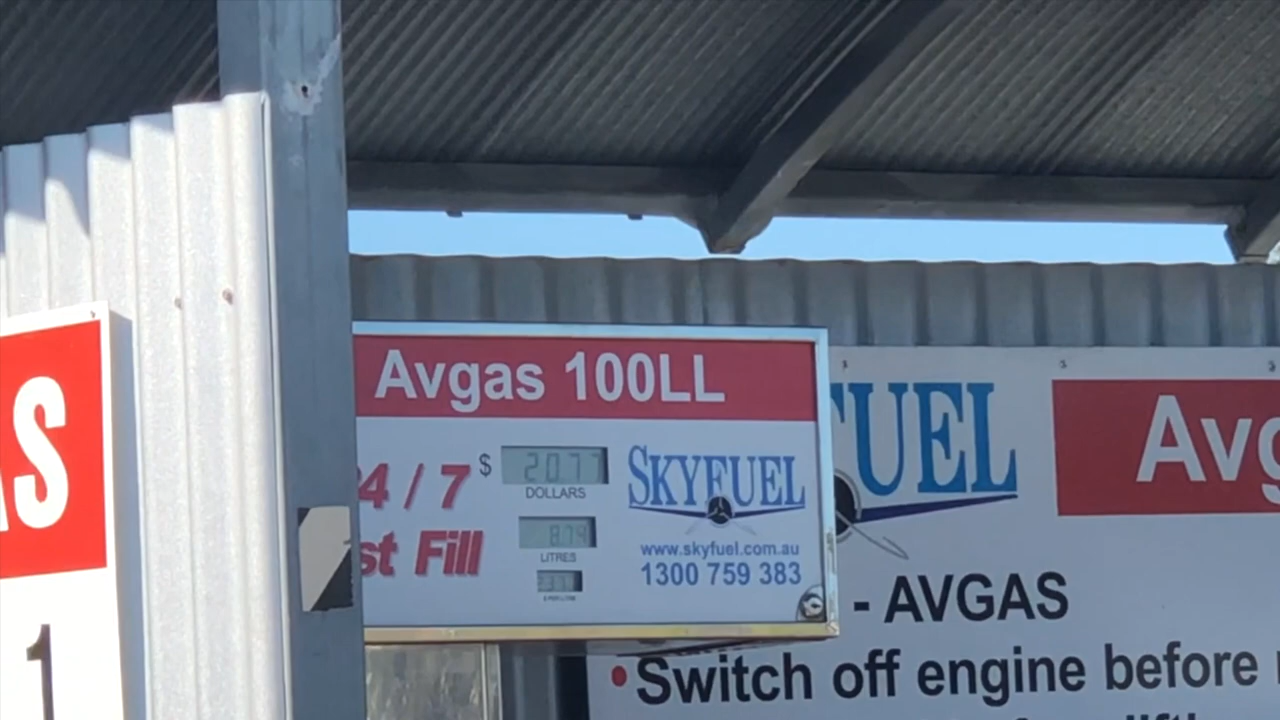 AS
1
Avgas 100LL
24 / 7
st Fill
$ 20.77
DOLLARS
8.79
LITRES
SKYFUEL
www.skyfuel.com.au
1300 759 383
FUEL
Avg
- AVGAS
• Switch off engine before